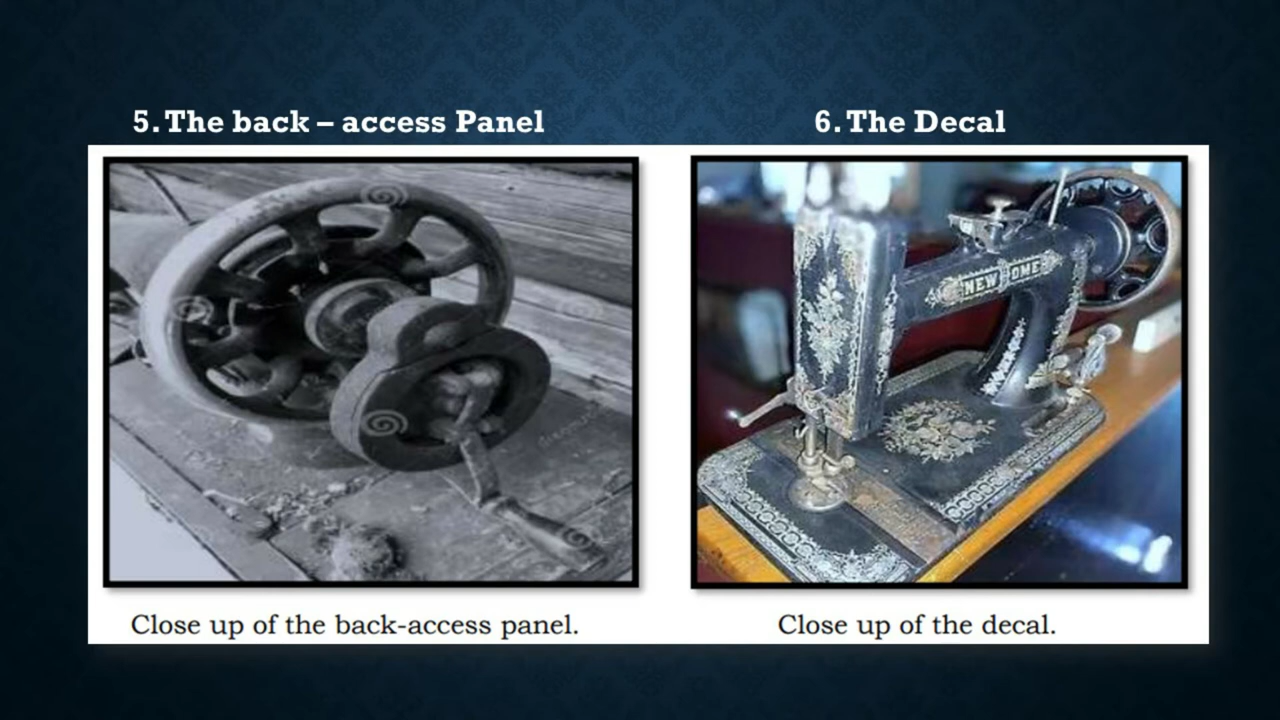 5. The back – access Panel
6. The Decal
NEW HOME
Close up of the back-access panel.
Close up of the decal.